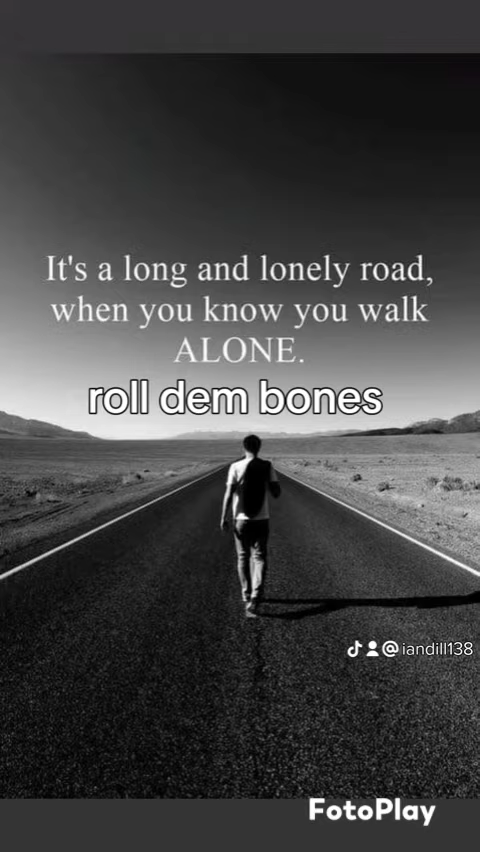 It's a long and lonely road,
when you know you walk
ALONE.
roll dem bones
@iandill138
FotoPlay